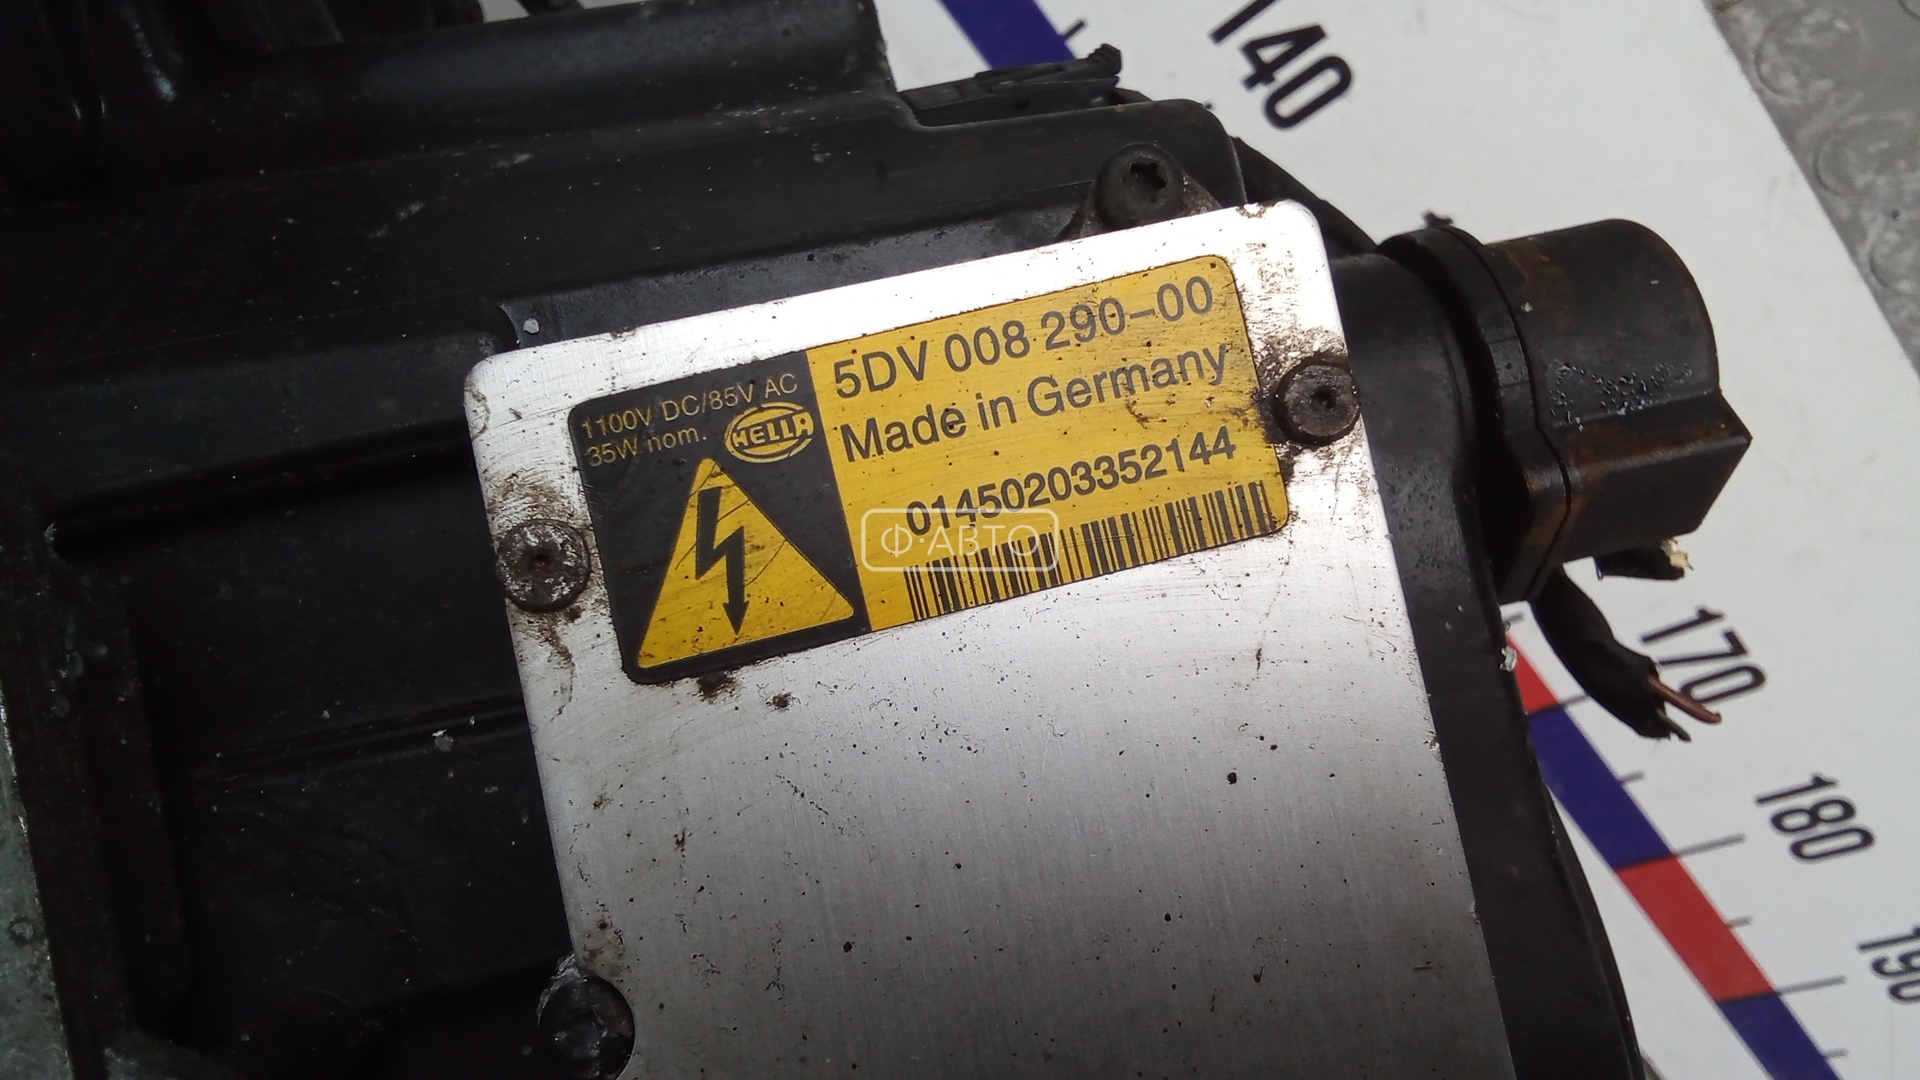 140
1100V DC/85V AC
35W nom.
HELLA
5DV 008 290-00
Made in Germany
01450203352144
Ф·АВТО
170
180
190